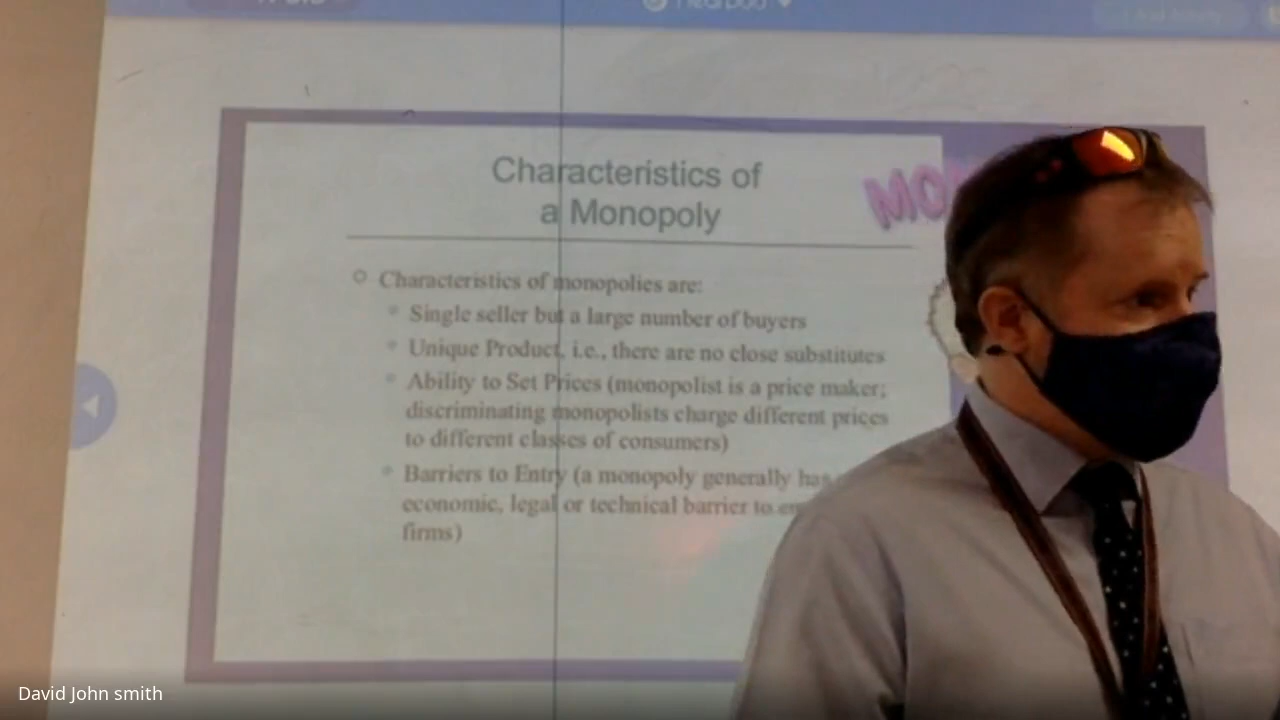 nearpod
Characteristics of
a Monopoly
MON
Characteristics of monopolies are:
Single seller but a large number of buyers
Unique Product, i.e., there are no close substitutes
Ability to Set Prices (monopolist is a price maker;
discriminating monopolists charge different prices
to different classes of consumers)
Barriers to Entry (a monopoly generally has
economic, legal or technical barrier to
firms)
David John smith